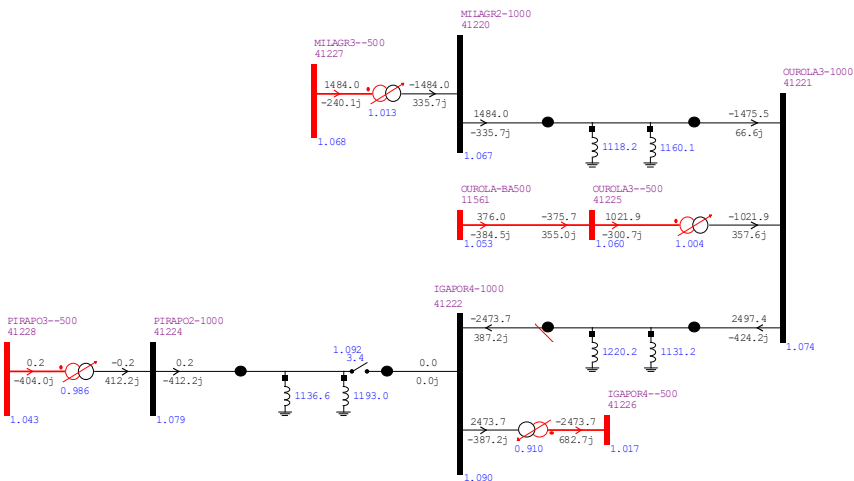 MILAGR2-1000
41220
MILAGR3--500
41227
OUROLA3-1000
41221
1484.0
-240.1j
1.013
-1484.0
335.7j
1484.0
-335.7j
-1475.5
66.6j
1118.2
1160.1
1.068
1.067
OUROLA-BA500
11561
OUROLA3--500
41225
376.0
-384.5j
-375.7
355.0j
1021.9
-300.7j
-1021.9
357.6j
1.053
1.060
1.004
IGAPOR4-1000
41222
PIRAPO3--500
41228
PIRAPO2-1000
41224
-2473.7
387.2j
2497.4
-424.2j
1220.2
1131.2
1.074
1.092
3.4
0.2
-404.0j
-0.2
412.2j
0.2
-412.2j
0.0
0.0j
0.986
1136.6
1193.0
IGAPOR4--500
41226
1.043
1.079
2473.7
-387.2j
-2473.7
682.7j
0.910
1.017
1.090